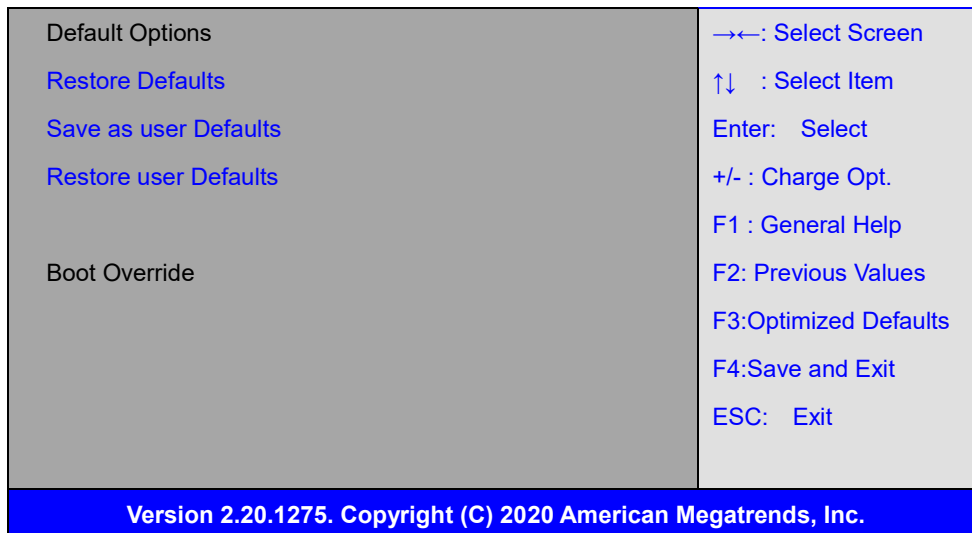 Default Options
Restore Defaults
Save as user Defaults
Restore user Defaults
Boot Override
→←: Select Screen
↑↓ : Select Item
Enter: Select
+/- : Charge Opt.
F1 : General Help
F2: Previous Values
F3:Optimized Defaults
F4:Save and Exit
ESC: Exit
Version 2.20.1275. Copyright (C) 2020 American Megatrends, Inc.